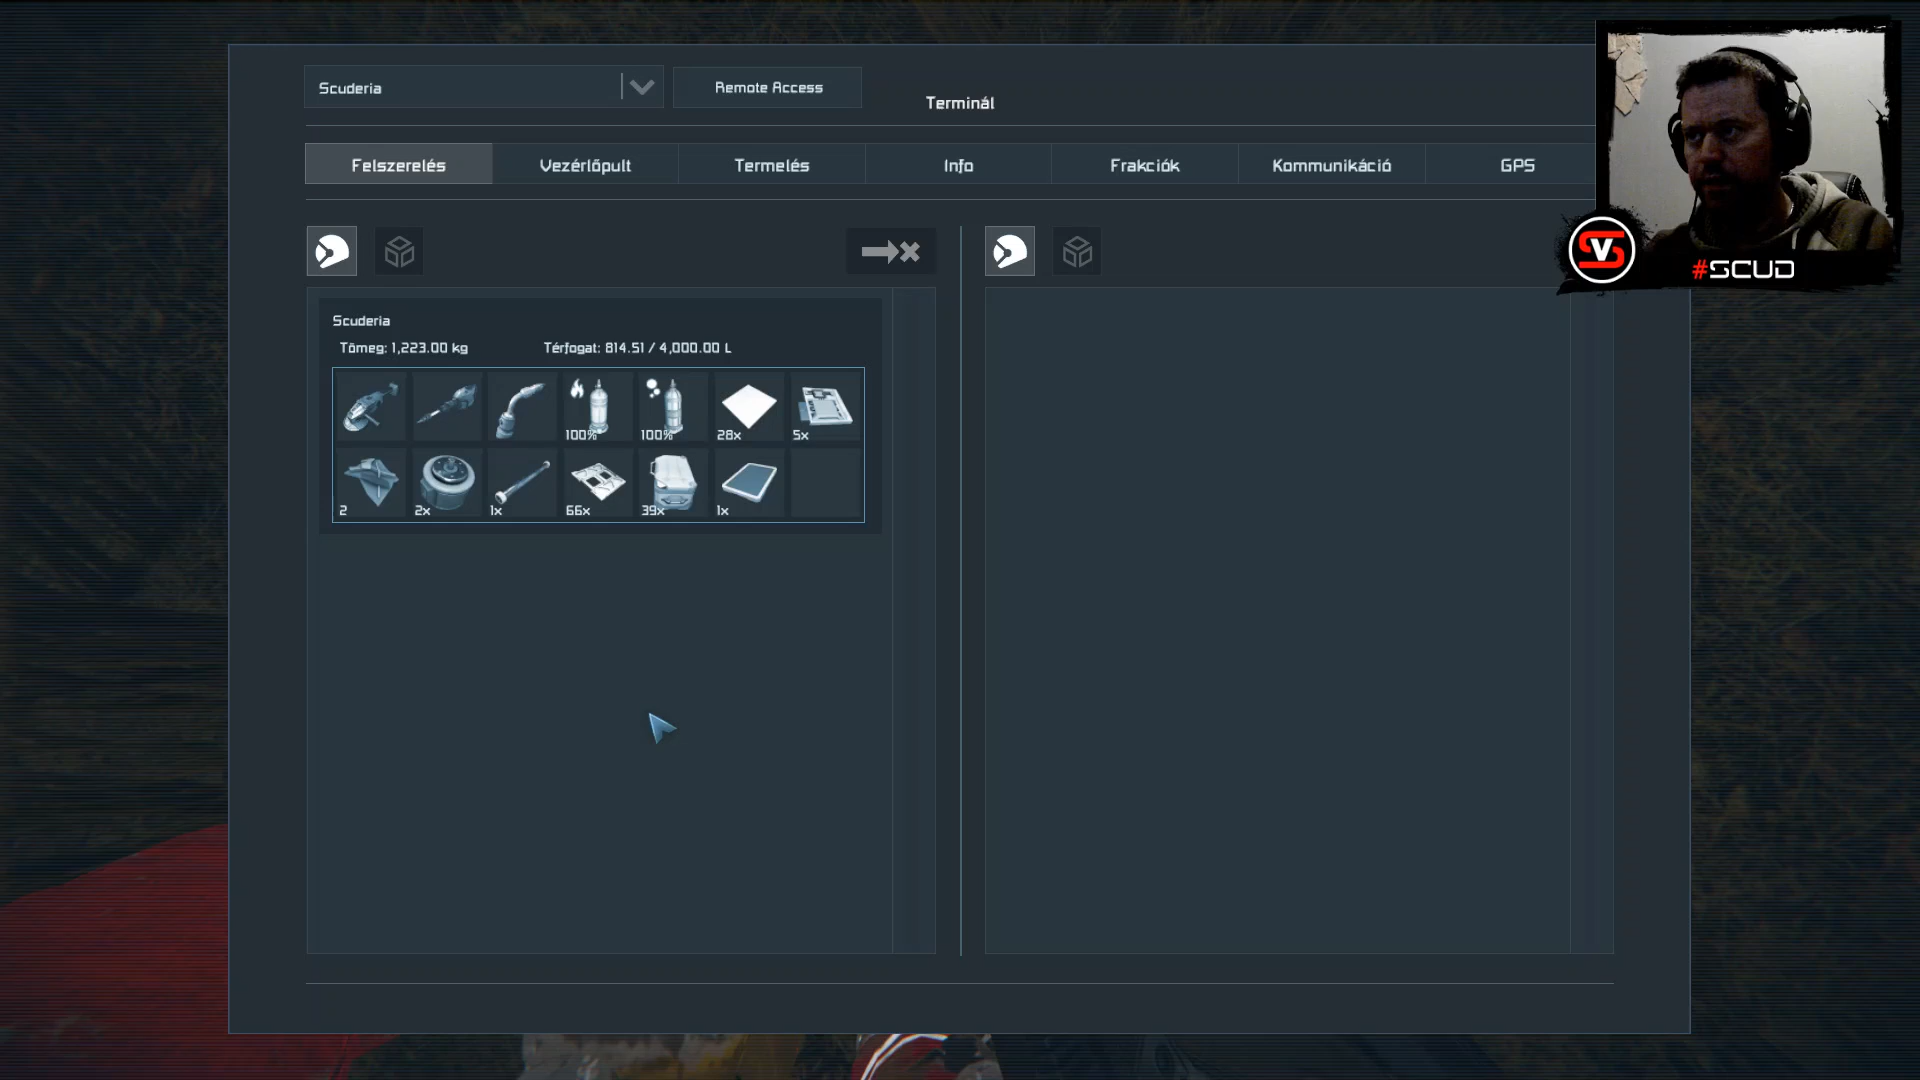 Scuderia
Remote Access
Terminál
Felszerelés
Vezérlőpult
Termelés
Info
Frakciók
Kommunikáció
GPS
Scuderia
Tömeg: 1,223.00 kg
Térfogat: 814.51 / 4,000.00 L
100%
100%
28x
5x
2
2x
1x
66x
39x
1x
SV
#SCUD